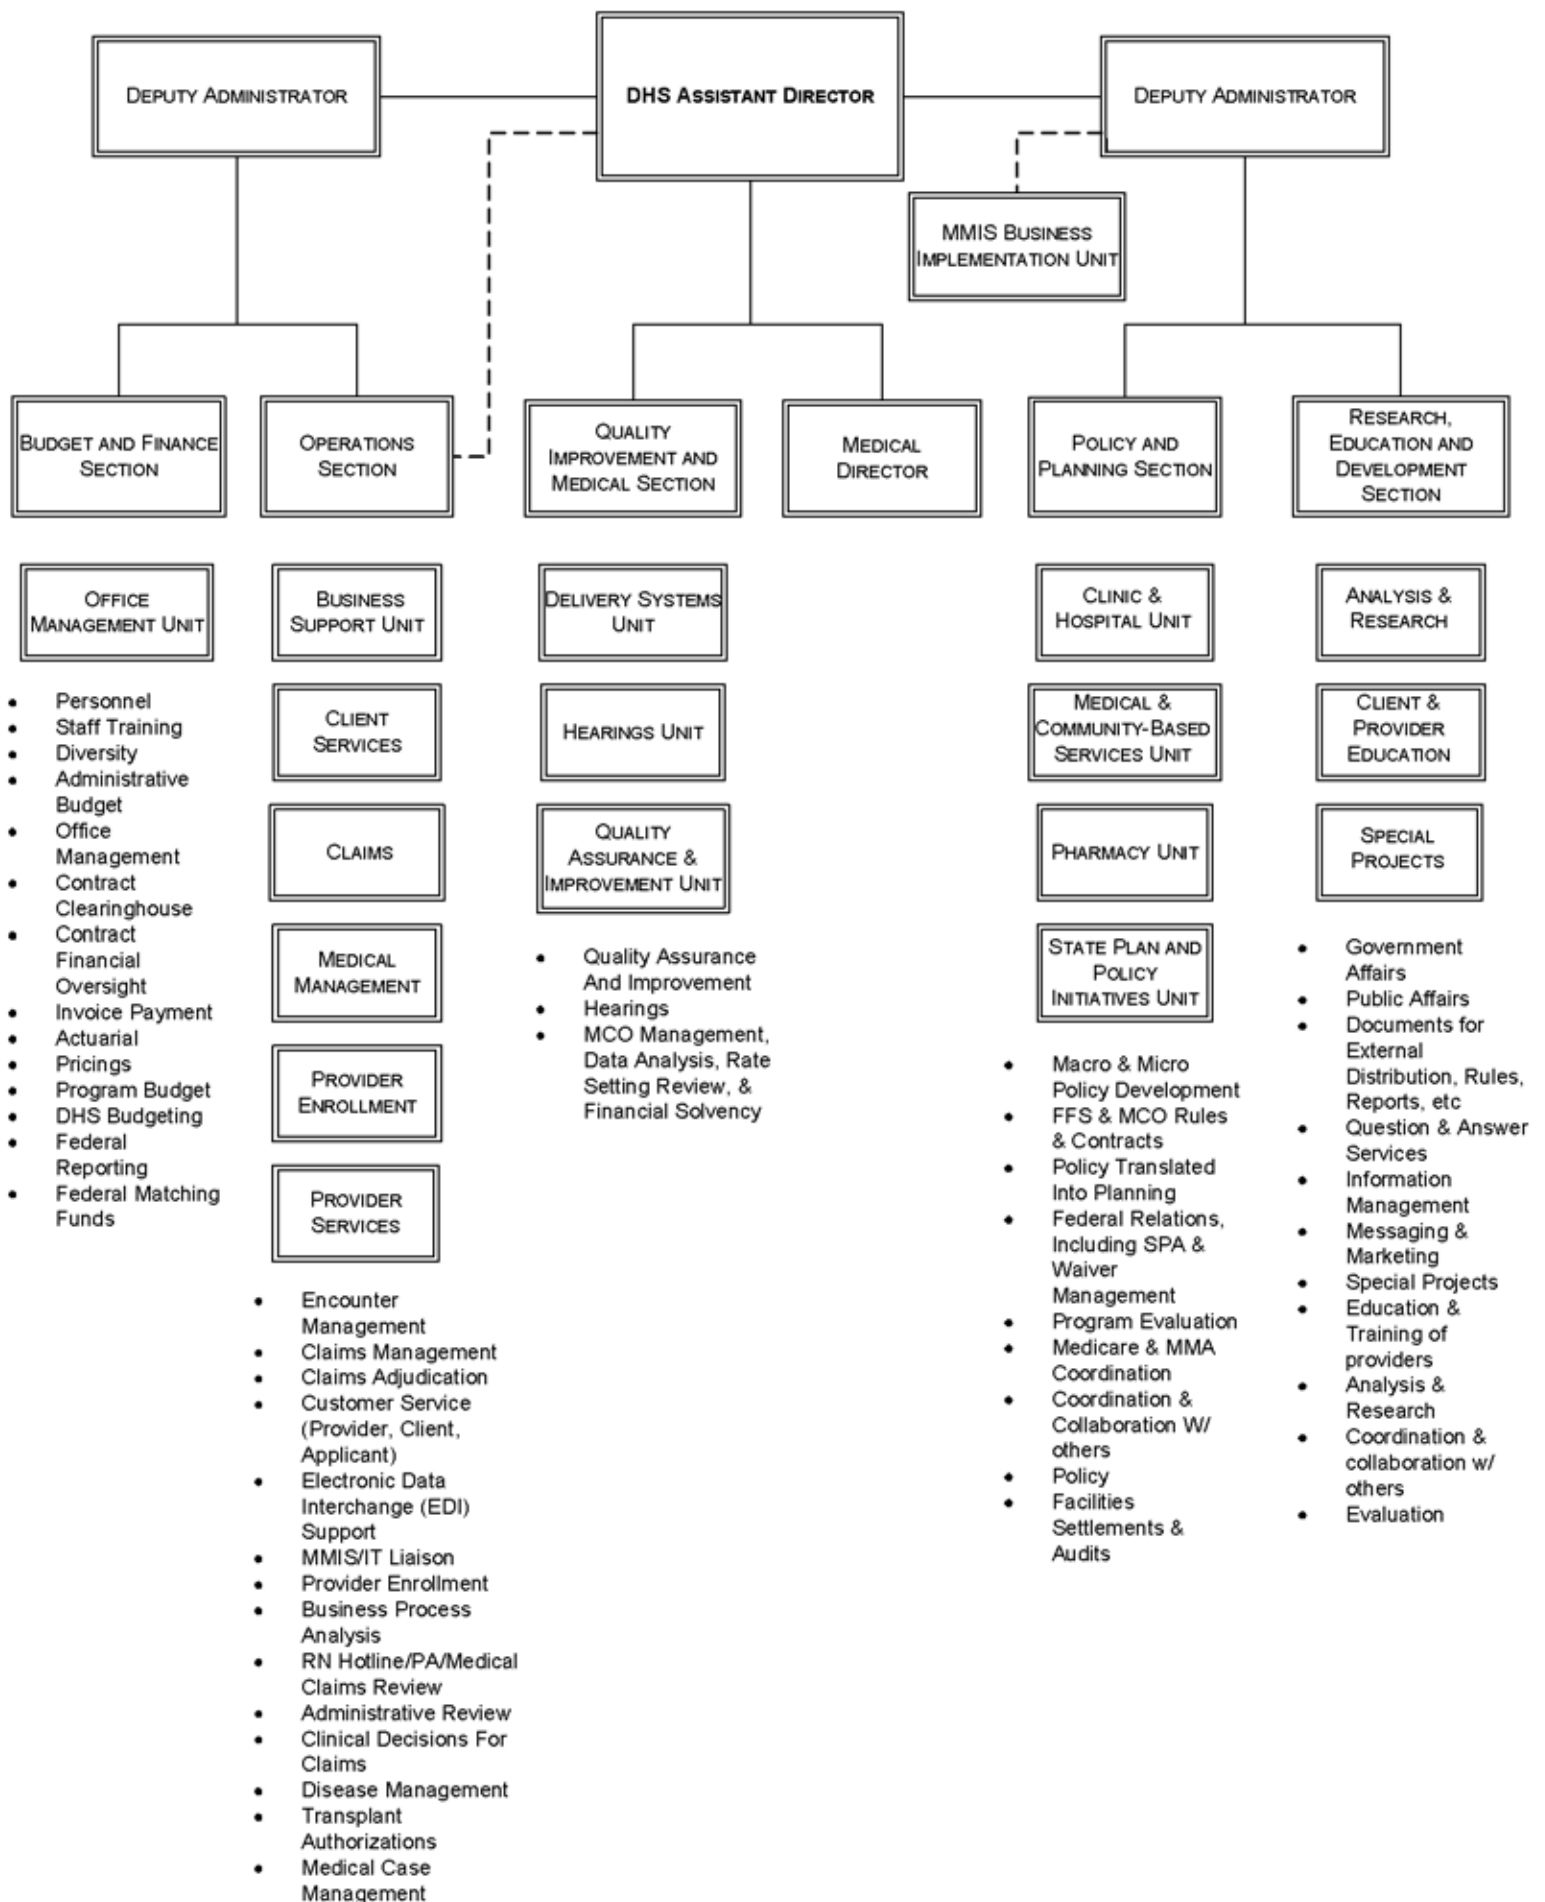 DEPUTY ADMINISTRATOR
DHS ASSISTANT DIRECTOR
DEPUTY ADMINISTRATOR
MMIS BUSINESS
IMPLEMENTATION UNIT
BUDGET AND FINANCE
SECTION
OPERATIONS
SECTION
QUALITY
IMPROVEMENT AND
MEDICAL SECTION
MEDICAL
DIRECTOR
POLICY AND
PLANNING SECTION
RESEARCH,
EDUCATION AND
DEVELOPMENT
SECTION
OFFICE
MANAGEMENT UNIT
• Personnel
• Staff Training
• Diversity
• Administrative
Budget
• Office
Management
• Contract
Clearinghouse
• Contract
Financial
Oversight
• Invoice Payment
• Actuarial
• Pricings
• Program Budget
• DHS Budgeting
• Federal
Reporting
• Federal Matching
Funds
BUSINESS
SUPPORT UNIT
CLIENT
SERVICES
CLAIMS
MEDICAL
MANAGEMENT
PROVIDER
ENROLLMENT
PROVIDER
SERVICES
• Encounter
Management
• Claims Management
• Claims Adjudication
• Customer Service
(Provider, Client,
Applicant)
• Electronic Data
Interchange (EDI)
Support
• MMIS/IT Liaison
• Provider Enrollment
• Business Process
Analysis
• RN Hotline/PA/Medical
Claims Review
• Administrative Review
• Clinical Decisions For
Claims
• Disease Management
• Transplant
Authorizations
• Medical Case
Management
DELIVERY SYSTEMS
UNIT
HEARINGS UNIT
QUALITY
ASSURANCE &
IMPROVEMENT UNIT
• Quality Assurance
And Improvement
• Hearings
• MCO Management,
Data Analysis, Rate
Setting Review, &
Financial Solvency
CLINIC &
HOSPITAL UNIT
MEDICAL &
COMMUNITY-BASED
SERVICES UNIT
PHARMACY UNIT
STATE PLAN AND
POLICY
INITIATIVES UNIT
• Macro & Micro
Policy Development
• FFS & MCO Rules
& Contracts
• Policy Translated
Into Planning
• Federal Relations,
Including SPA &
Waiver
Management
• Program Evaluation
• Medicare & MMA
Coordination
• Coordination &
Collaboration W/
others
• Policy
• Facilities
Settlements &
Audits
ANALYSIS &
RESEARCH
CLIENT &
PROVIDER
EDUCATION
SPECIAL
PROJECTS
• Government
Affairs
• Public Affairs
• Documents for
External
Distribution, Rules,
Reports, etc
• Question & Answer
Services
• Information
Management
• Messaging &
Marketing
• Special Projects
• Education &
Training of
providers
• Analysis &
Research
• Coordination &
collaboration w/
others
• Evaluation